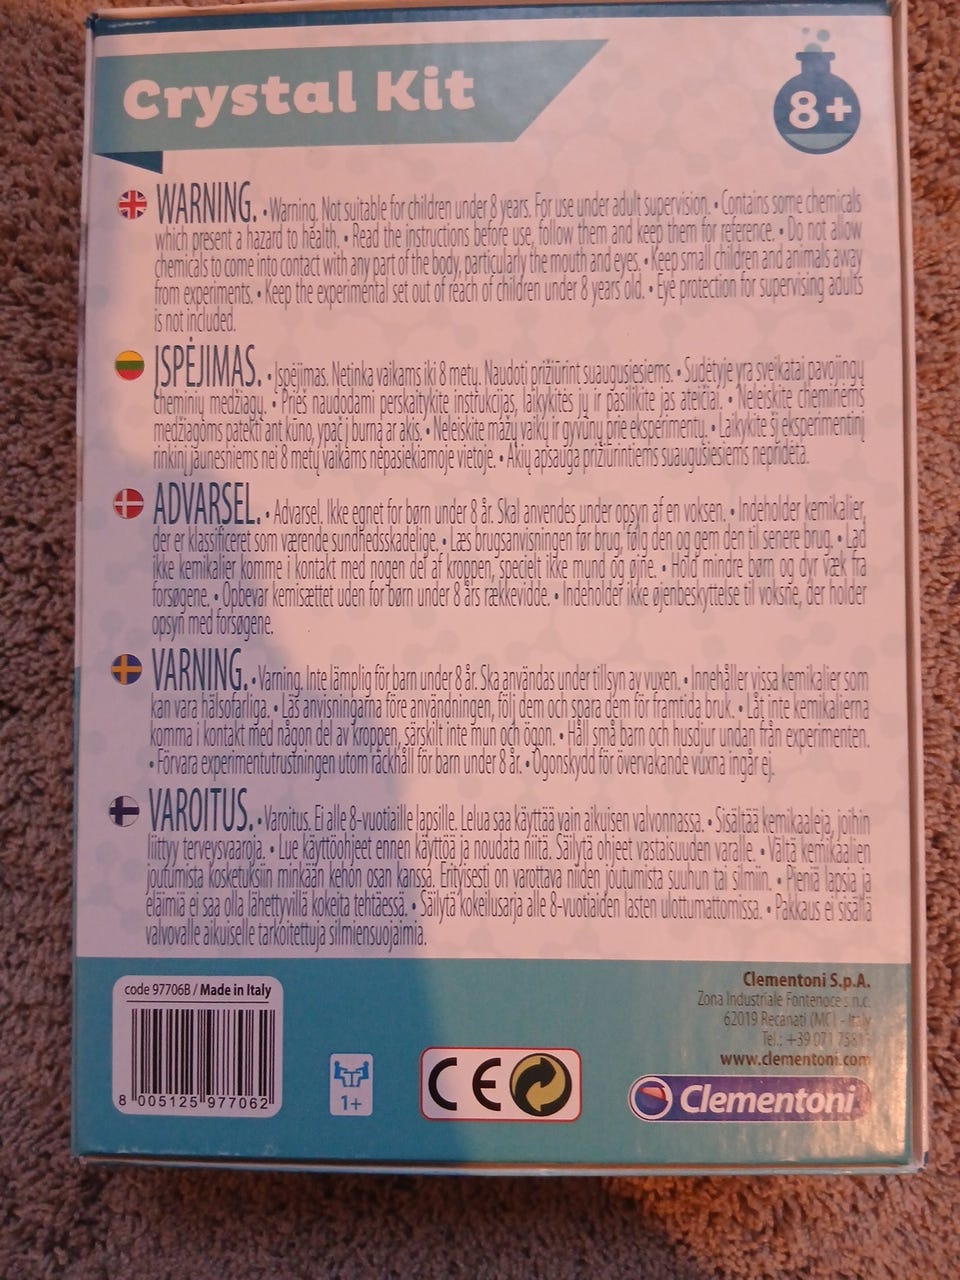 Crystal Kit
8+
WARNING. • Warning. Not suitable for children under 8 years. For use under adult supervision. • Contains some chemicals
which present a hazard to health. • Read the instructions before use, follow them and keep them for reference. • Do not allow
chemicals to come into contact with any part of the body, particularly the mouth and eyes. • Keep small children and animals away
from experiments. • Keep the experimental set out of reach of children under 8 years old. • Eye protection for supervising adults
is not included.
ĮSPĖJIMAS. • Įspėjimas. Netinka vaikams iki 8 metų. Naudoti prižiūrint suaugusiesiems. • Sudėtyje yra sveikatai pavojingų
cheminių medžiagų. • Prieš naudodami perskaitykite instrukcijas, laikykitės jų ir pasilikite jas ateičiai. • Neleiskite cheminėms
medžiagoms patekti ant kūno, ypač į burną ar akis. • Neleiskite mažų vaikų ir gyvūnų prie eksperimentų. • Laikykite šį eksperimentinį
rinkinį jaunesniems nei 8 metų vaikams nepasiekiamoje vietoje. • Akių apsauga prižiūrintiems suaugusiesiems nepridėta.
ADVARSEL. • Advarsel. Ikke egnet for børn under 8 år. Skal anvendes under opsyn af en voksen. • Indeholder kemikalier,
der er klassificeret som værende sundhedsskadelige. • Læs brugsanvisningen før brug, følg den og gem den til senere brug. • Lad
ikke kemikalier komme i kontakt med nogen del af kroppen, specielt ikke mund og øjne. • Hold mindre børn og dyr væk fra
forsøgene. • Opbevar kemisættet uden for børn under 8 års rækkevidde. • Indeholder ikke øjenbeskyttelse til voksne, der holder
opsyn med forsøgene.
VARNING. • Varning. Inte lämplig för barn under 8 år. Ska användas under tillsyn av vuxen. • Innehåller vissa kemikalier som
kan vara hälsofarliga. • Läs anvisningarna före användningen, följ dem och spara dem för framtida bruk. • Låt inte kemikalierna
komma i kontakt med någon del av kroppen, särskilt inte mun och ögon. • Håll små barn och husdjur undan från experimenten.
• Förvara experimentutrustningen utom räckhåll för barn under 8 år. • Ögonskydd för övervakande vuxna ingår ej.
VAROITUS. • Varoitus. Ei alle 8-vuotiaille lapsille. Lelua saa käyttää vain aikuisen valvonnassa. • Sisältää kemikaaleja, joihin
liittyy terveysvaaroja. • Lue käyttöohjeet ennen käyttöä ja noudata niitä. Säilytä ohjeet vastaisuuden varalle. • Vältä kemikaalien
joutumista kosketuksiin minkään kehon osan kanssa. Erityisesti on varottava niiden joutumista suuhun tai silmiin. • Pieniä lapsia ja
eläimiä ei saa olla lähettyvillä kokeita tehtäessä. • Säilytä kokeilusarja alle 8-vuotiaiden lasten ulottumattomissa. • Pakkaus ei sisällä
valvovalle aikuiselle tarkoitettuja silmiensuojaimia.
code 97706B / Made in Italy
8 005125 977062
1+
CE
Clementoni S.p.A.
Zona Industriale Fontenoce s.n.c.
62019 Recanati (MC) - Italy
Tel.: +39 071
www.clementoni.com
Clementoni